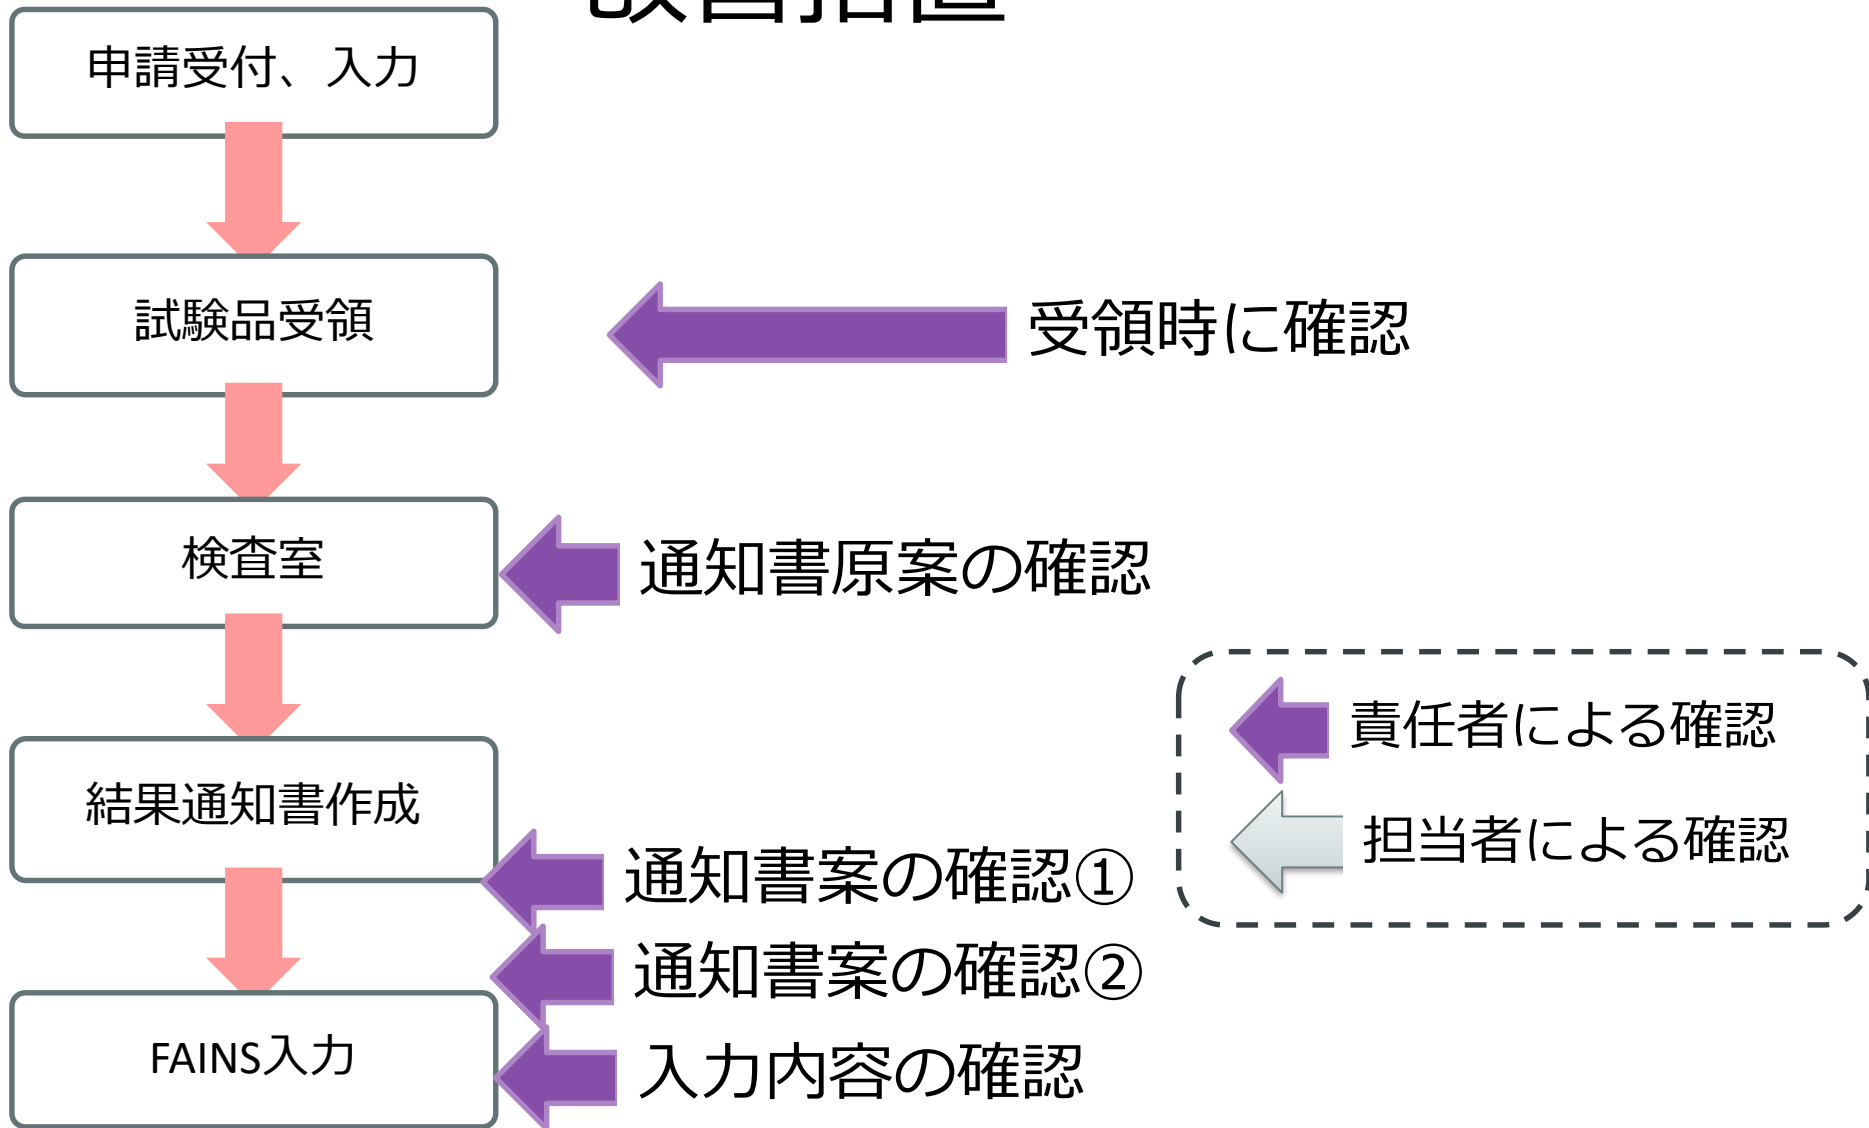 改善措置
申請受付、入力
試験品受領
受領時に確認
検査室
通知書原案の確認
責任者による確認
担当者による確認
結果通知書作成
通知書案の確認①
通知書案の確認②
FAINS入力
入力内容の確認